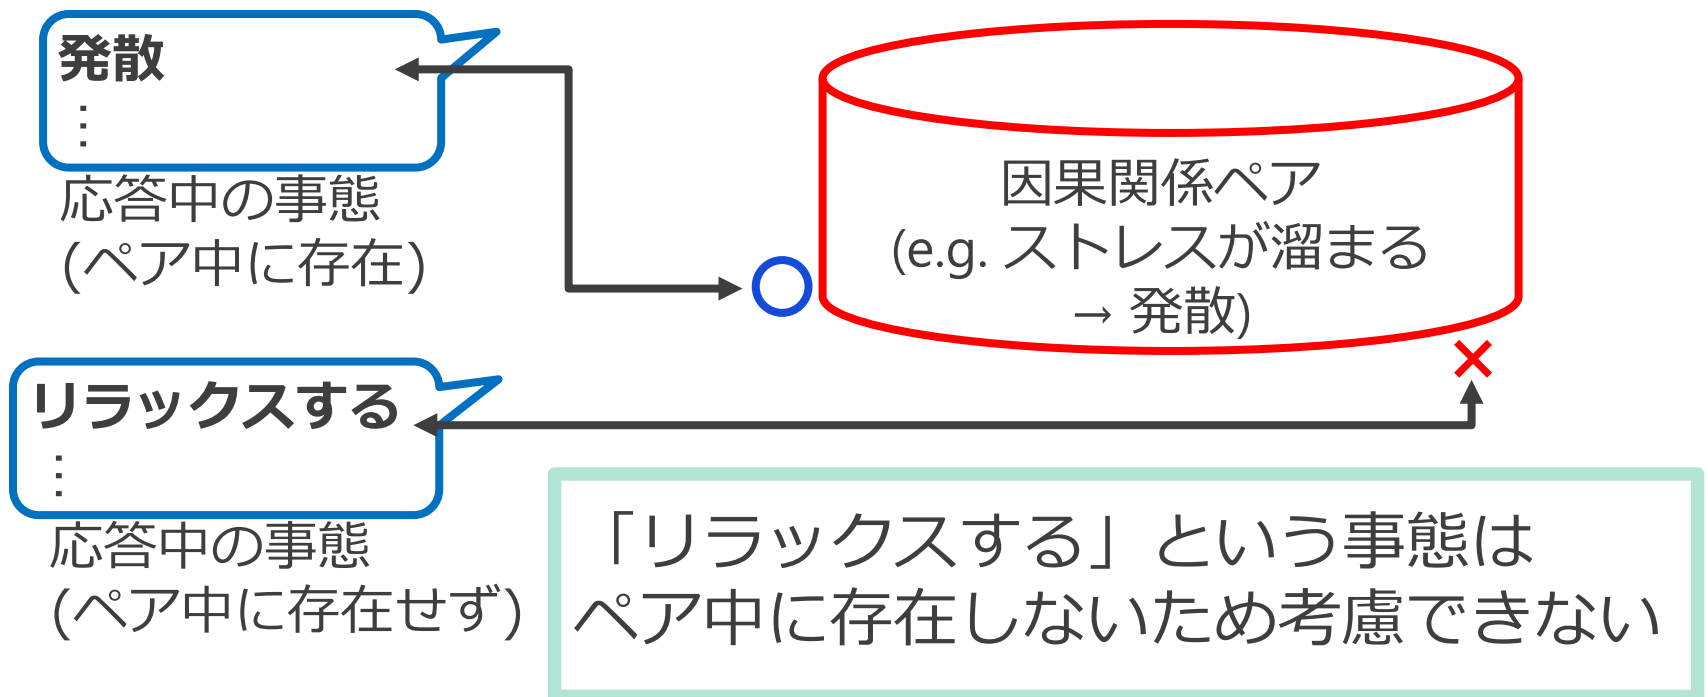 発散
…
応答中の事態
(ペア中に存在)
因果関係ペア
(e.g. ストレスが溜まる
→ 発散)
リラックスする
…
応答中の事態
(ペア中に存在せず)
「リラックスする」という事態は
ペア中に存在しないため考慮できない